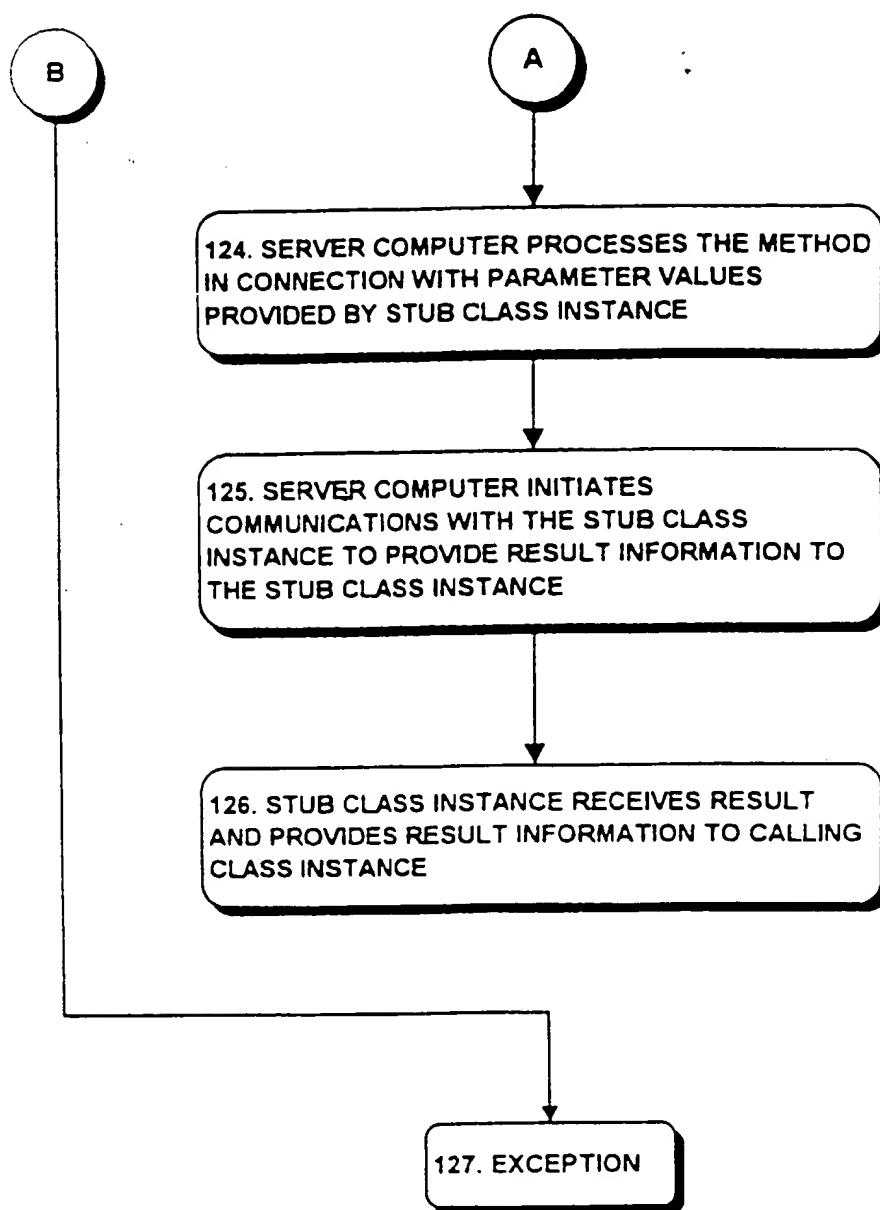 B
A
124. SERVER COMPUTER PROCESSES THE METHOD
IN CONNECTION WITH PARAMETER VALUES
PROVIDED BY STUB CLASS INSTANCE
125. SERVER COMPUTER INITIATES
COMMUNICATIONS WITH THE STUB CLASS
INSTANCE TO PROVIDE RESULT INFORMATION TO
THE STUB CLASS INSTANCE
126. STUB CLASS INSTANCE RECEIVES RESULT
AND PROVIDES RESULT INFORMATION TO CALLING
CLASS INSTANCE
127. EXCEPTION